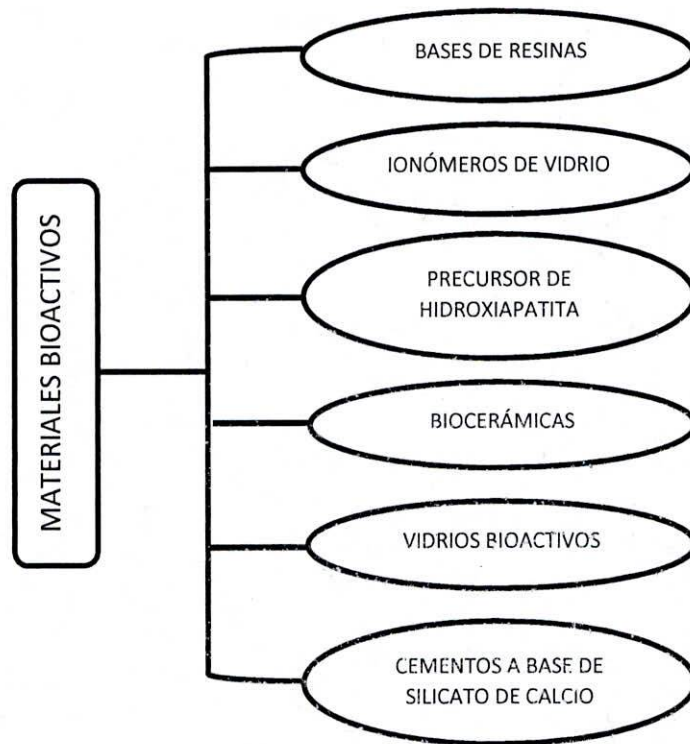 MATERIALES BIOACTIVOS
BASES DE RESINAS
IONÓMEROS DE VIDRIO
PRECURSOR DE
HIDROXIAPATITA
BIOCERÁMICAS
VIDRIOS BIOACTIVOS
CEMENTOS A BASE DE
SILICATO DE CALCIO